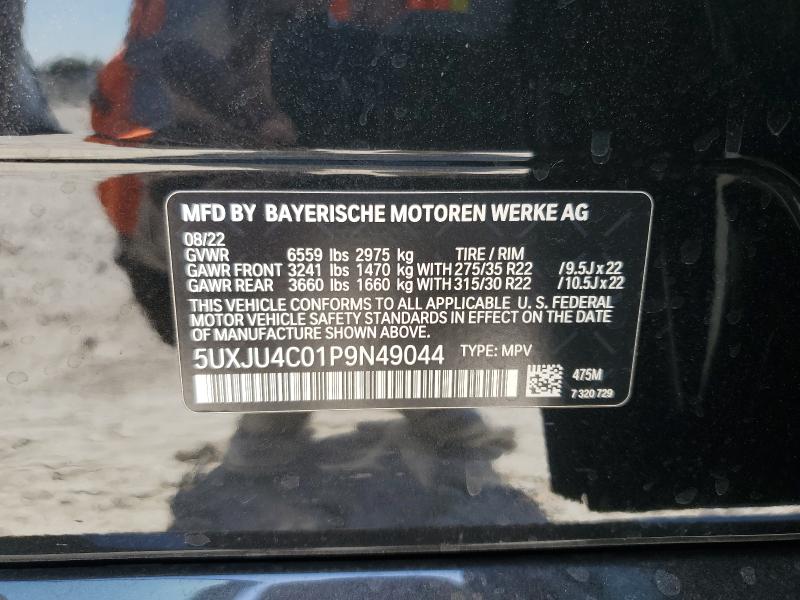 MFD BY BAYERISCHE MOTOREN WERKE AG
08/22
GVWR 6559 lbs 2975 kg TIRE / RIM
GAWR FRONT 3241 lbs 1470 kg WITH 275/35 R22 / 9.5J x 22
GAWR REAR 3660 lbs 1660 kg WITH 315/30 R22 / 10.5J x 22
THIS VEHICLE CONFORMS TO ALL APPLICABLE U. S. FEDERAL
MOTOR VEHICLE SAFETY STANDARDS IN EFFECT ON THE DATE
OF MANUFACTURE SHOWN ABOVE.
5UXJU4C01P9N49044 TYPE: MPV
475M
7 320 729